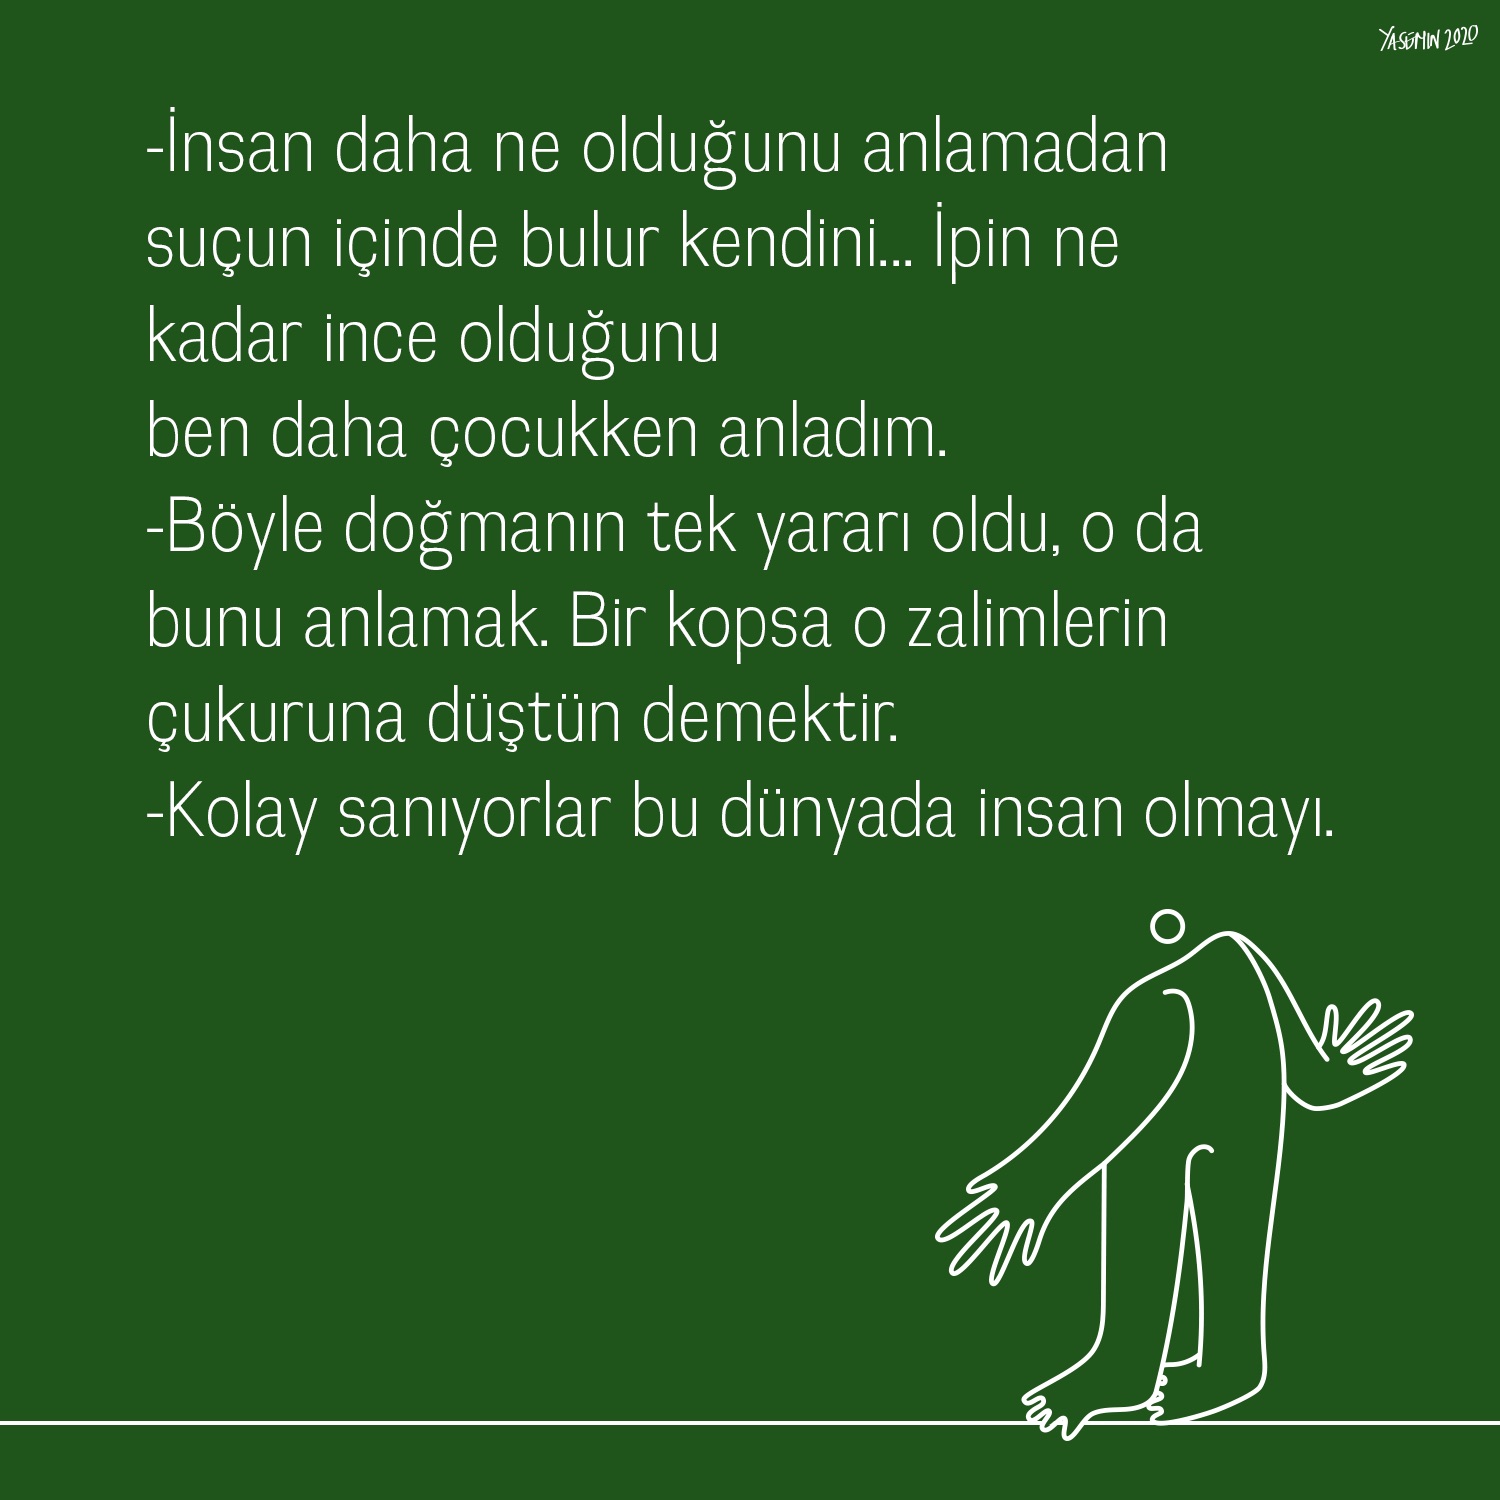 YASEMIN 2020
-İnsan daha ne olduğunu anlamadan
suçun içinde bulur kendini... İpin ne
kadar ince olduğunu
ben daha çocukken anladım.
-Böyle doğmanın tek yararı oldu, o da
bunu anlamak. Bir kopsa o zalimlerin
çukuruna düştün demektir.
-Kolay sanıyorlar bu dünyada insan olmayı.